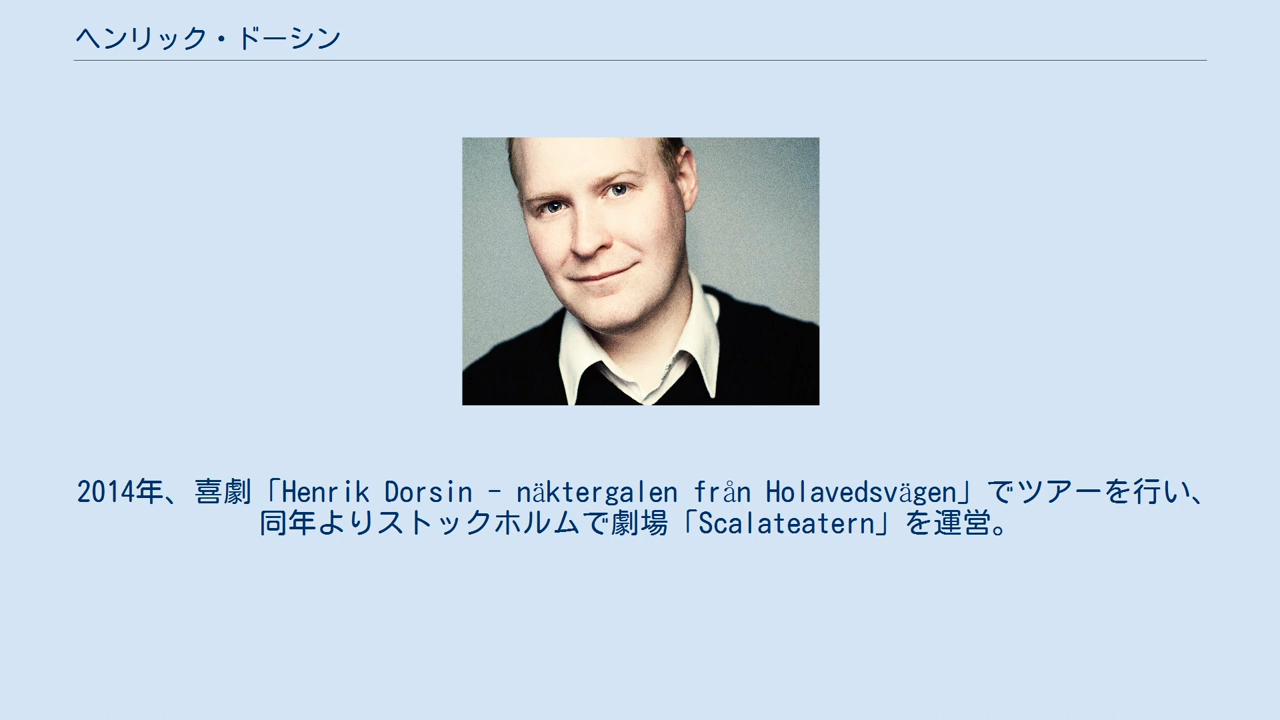 ヘンリック・ドーシン
2014年、喜劇「Henrik Dorsin - näktergalen från Holavedsvägen」でツアーを行い、
同年よりストックホルムで劇場「Scalateatern」を運営。